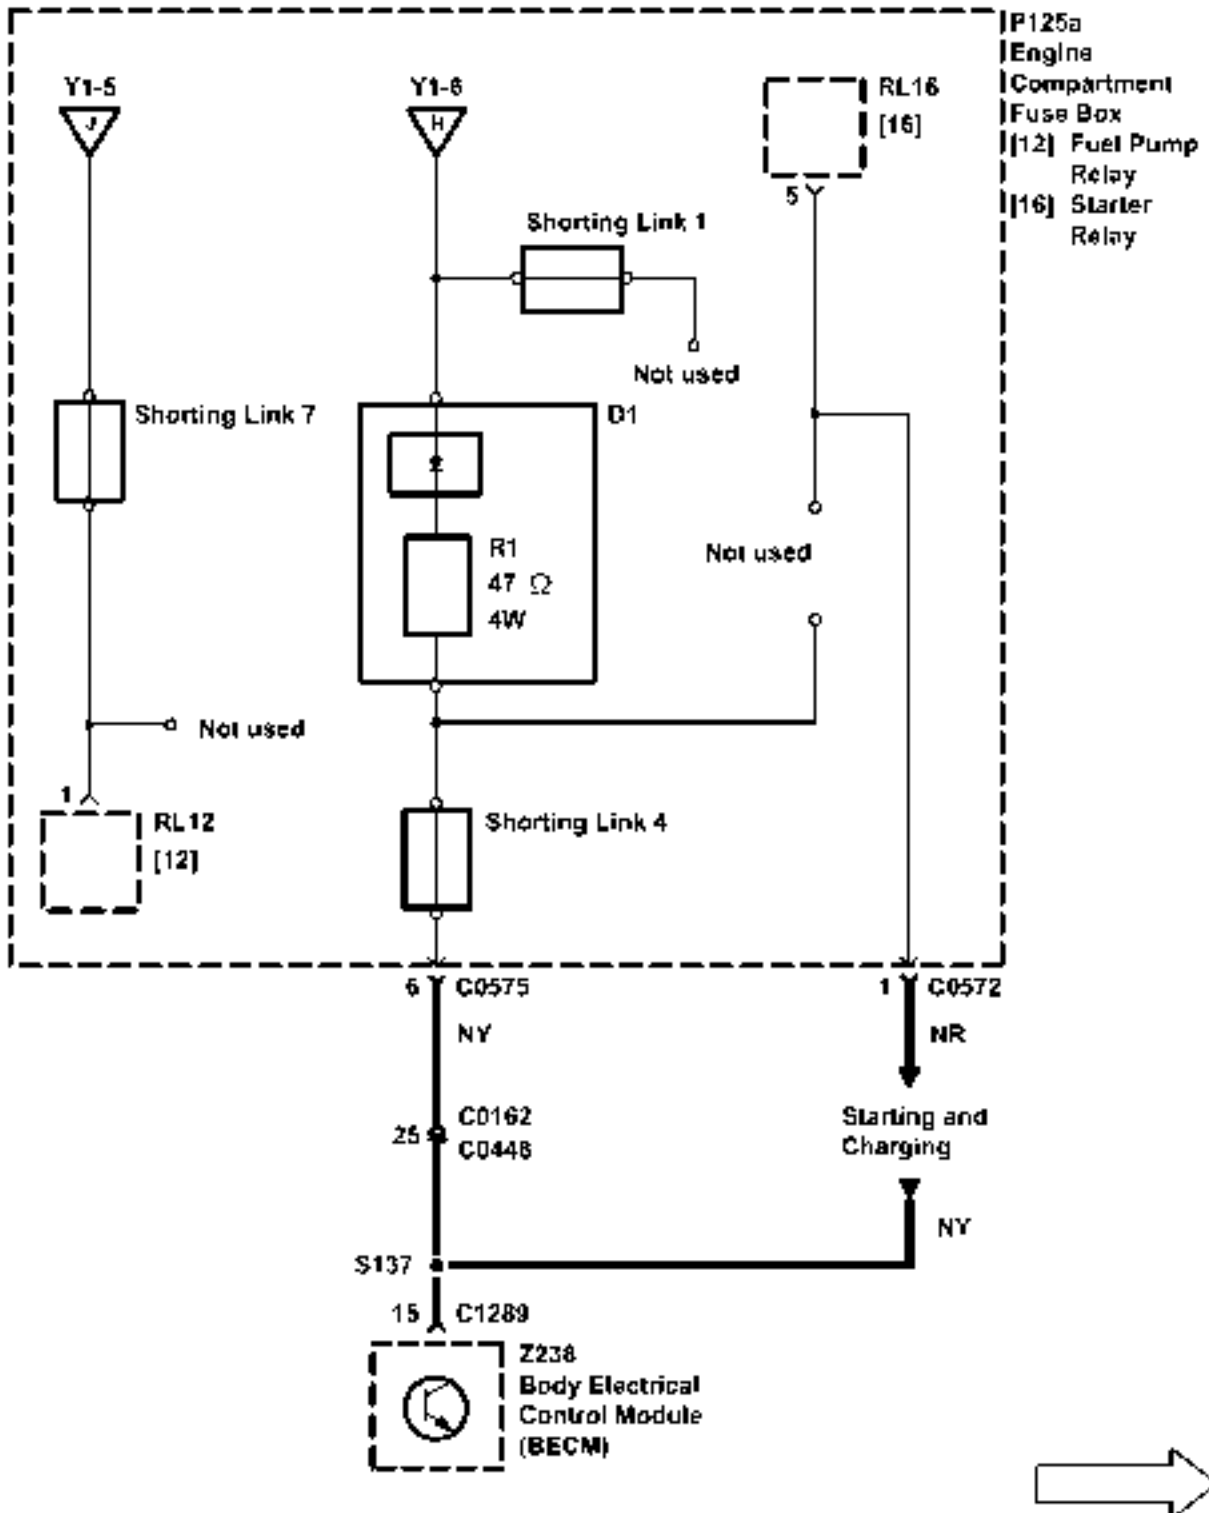 P125a
Engine
Compartment
Fuse Box
[12] Fuel Pump
Relay
[16] Starter
Relay
Y1-5
J
Y1-6
H
RL16
[16]
5
Shorting Link 1
Not used
Shorting Link 7
D1
R1
47 Ω
4W
Not used
Not used
1
RL12
[12]
Shorting Link 4
6 C0575
1 C0572
NY
NR
25
C0162
C0448
Starting and
Charging
NY
S137
15 C1289
Z238
Body Electrical
Control Module
(BECM)